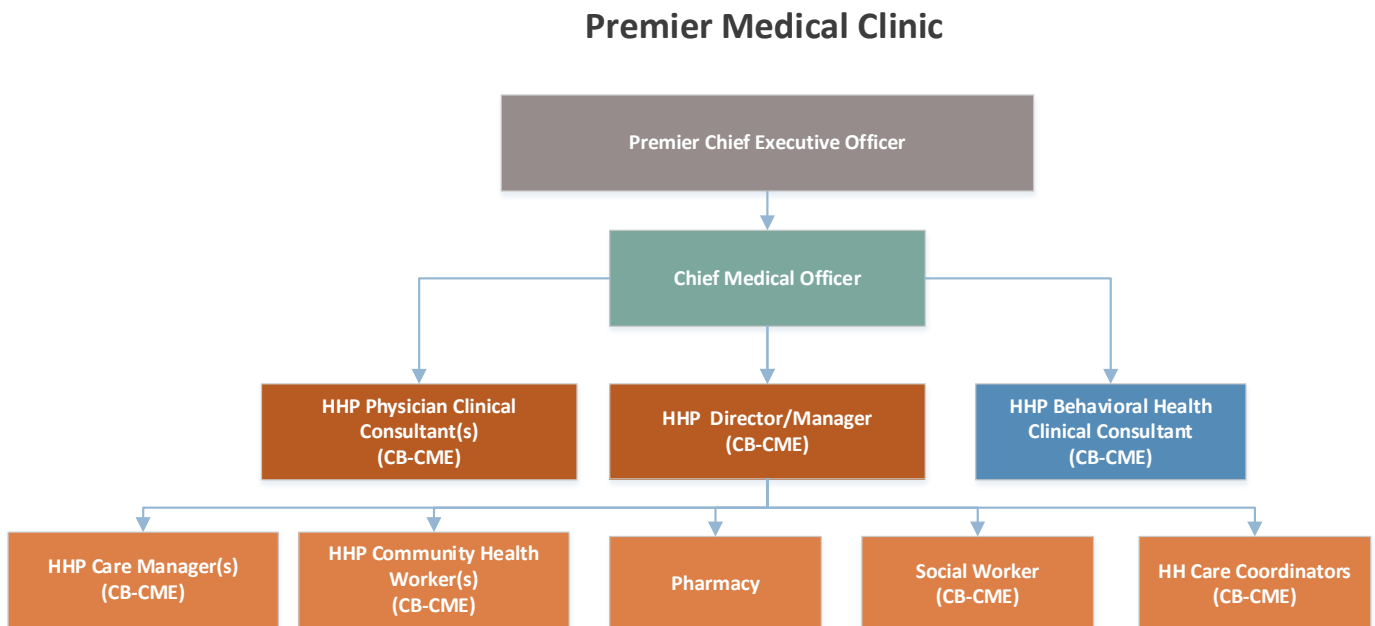 Premier Medical Clinic
Premier Chief Executive Officer
Chief Medical Officer
HHP Physician Clinical
Consultant(s)
(CB-CME)
HHP Director/Manager
(CB-CME)
HHP Behavioral Health
Clinical Consultant
(CB-CME)
HHP Care Manager(s)
(CB-CME)
HHP Community Health
Worker(s)
(CB-CME)
Pharmacy
Social Worker
(CB-CME)
HH Care Coordinators
(CB-CME)